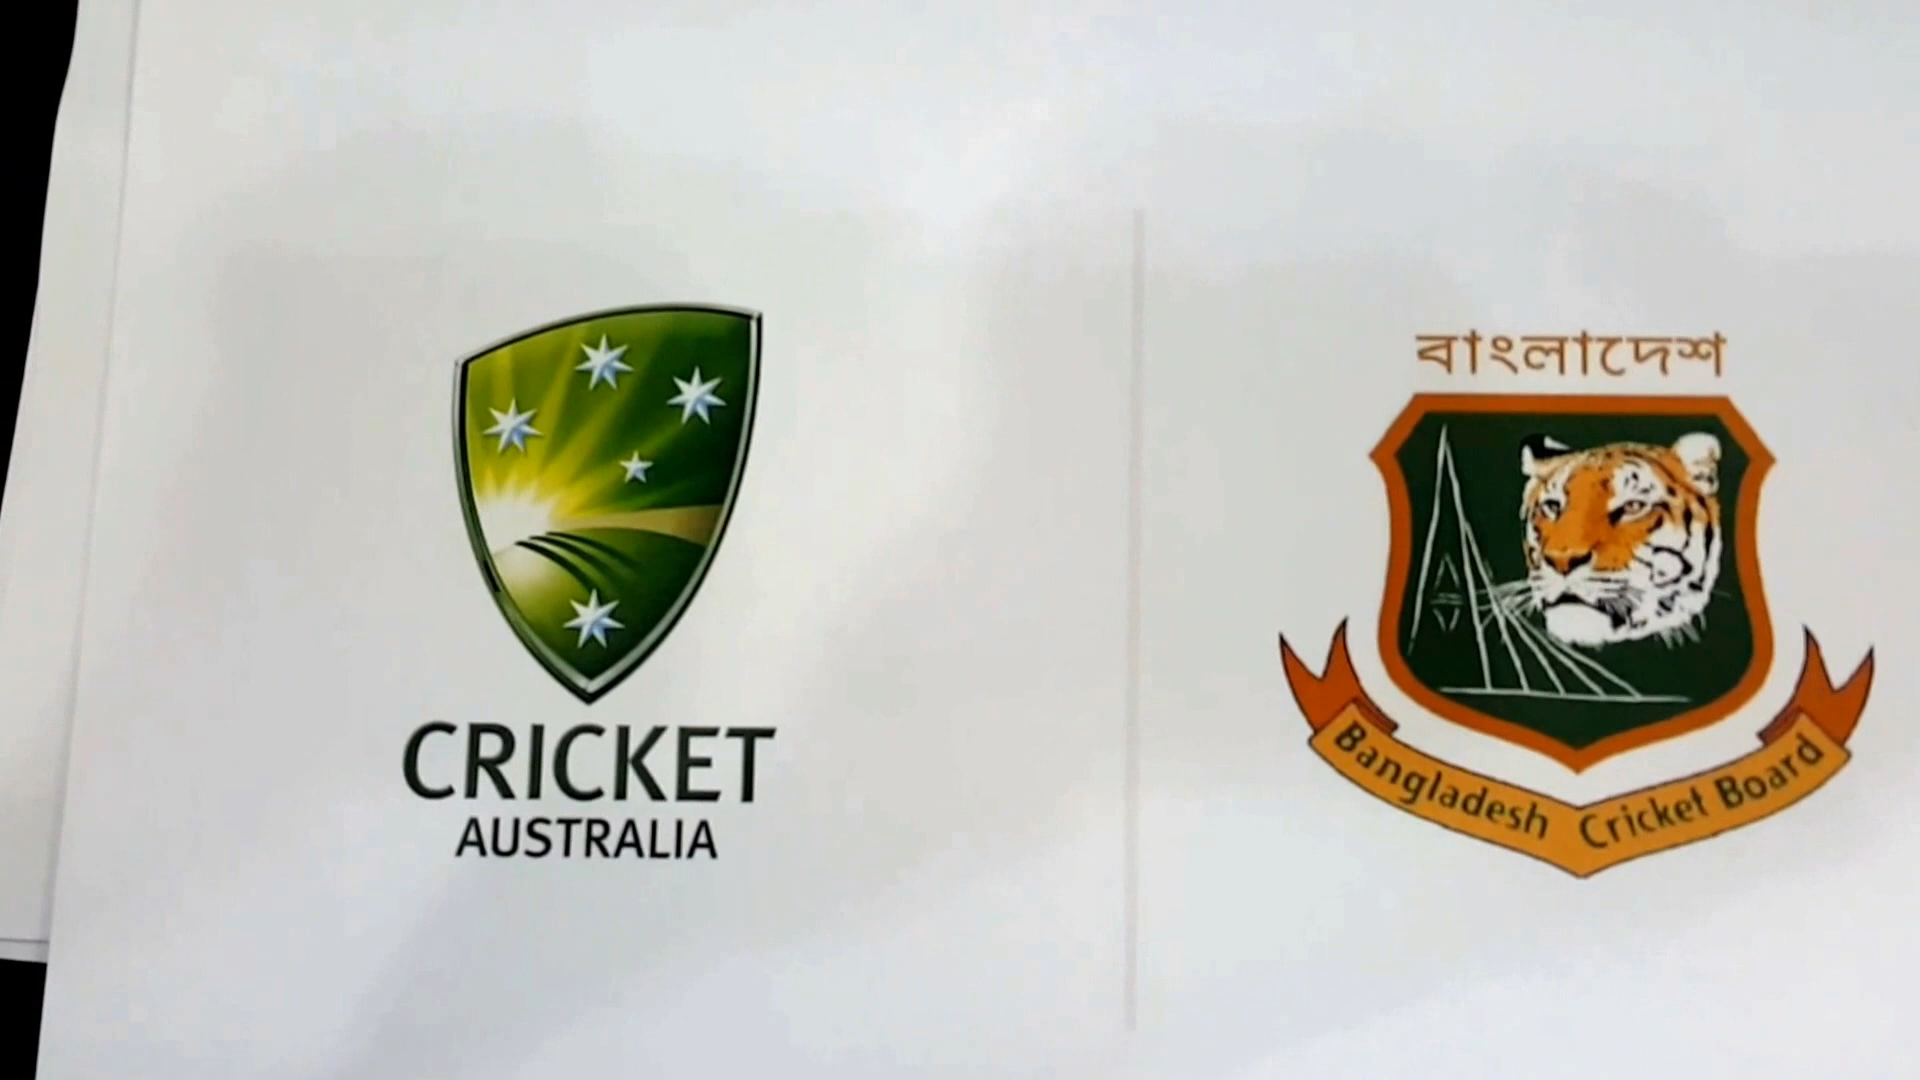 CRICKET
AUSTRALIA
বাংলাদেশ
Bangladesh Cricket Board